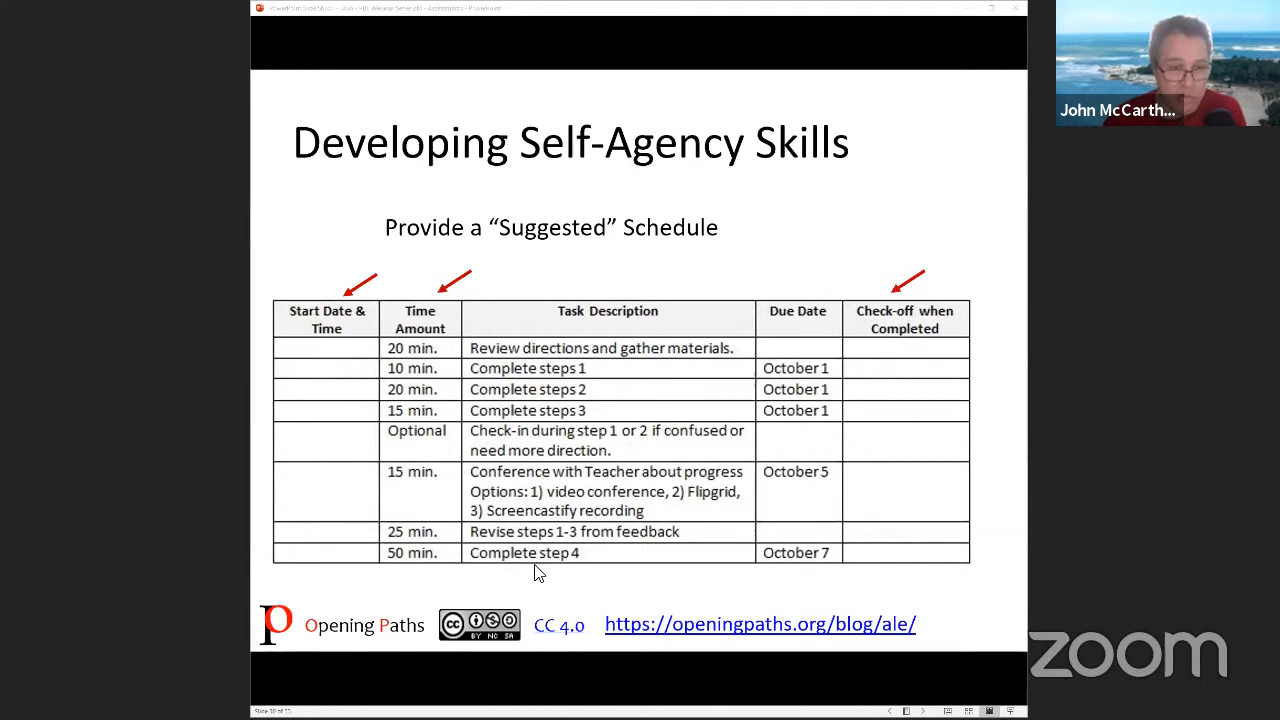 John McCarth...
Developing Self-Agency Skills
Provide a “Suggested” Schedule
Start Date & Time Time Amount Task Description Due Date Check-off when Completed
20 min. Review directions and gather materials.
10 min. Complete steps 1 October 1
20 min. Complete steps 2 October 1
15 min. Complete steps 3 October 1
Optional Check-in during step 1 or 2 if confused or
need more direction.
15 min. Conference with Teacher about progress October 5
Options: 1) video conference, 2) Flipgrid,
3) Screencastify recording
25 min. Revise steps 1-3 from feedback
50 min. Complete step 4 October 7
Opening Paths
CC
BY NC SA
CC 4.0
https://openingpaths.org/blog/ale/
zoom